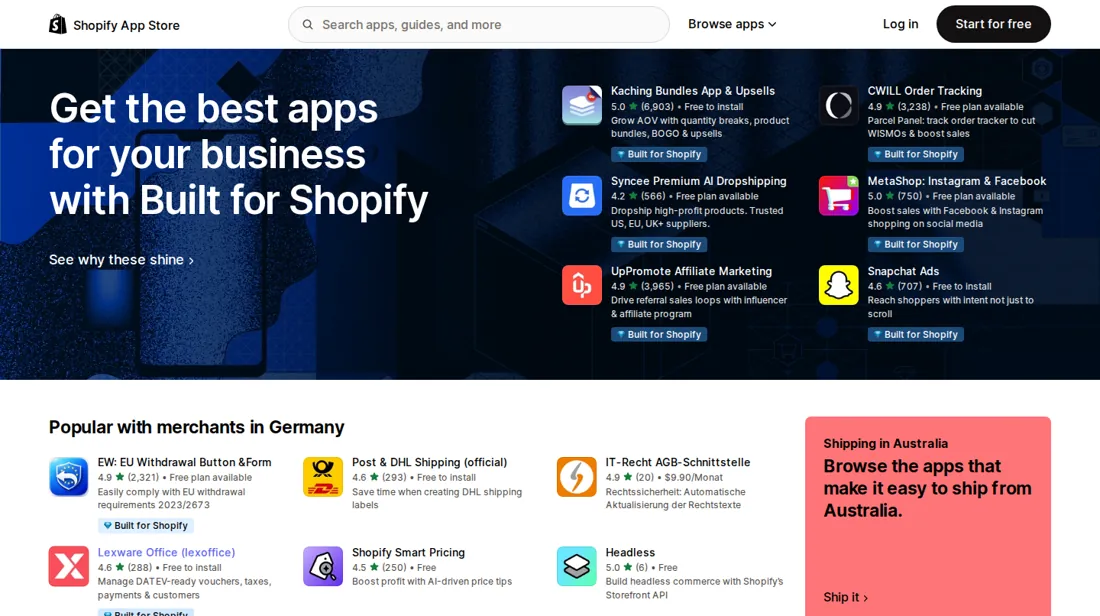 Shopify App Store
Search apps, guides, and more
Browse apps
Log in
Start for free
Get the best apps
for your business
with Built for Shopify
See why these shine
Kaching Bundles App & Upsells
5.0 ★ (6,903) • Free to install
Grow AOV with quantity breaks, product
bundles, BOGO & upsells
Built for Shopify
CWILL Order Tracking
4.9 ★ (3,238) • Free plan available
Parcel Panel: track order tracker to cut
WISMOs & boost sales
Built for Shopify
Syncee Premium AI Dropshipping
4.2 ★ (566) • Free plan available
Dropship high-profit products. Trusted
US, EU, UK+ suppliers.
Built for Shopify
MetaShop: Instagram & Facebook
5.0 ★ (750) • Free plan available
Boost sales with Facebook & Instagram
shopping on social media
Built for Shopify
UpPromote Affiliate Marketing
4.9 ★ (3,965) • Free plan available
Drive referral sales loops with influencer
& affiliate program
Built for Shopify
Snapchat Ads
4.6 ★ (707) • Free to install
Reach shoppers with intent not just to
scroll
Built for Shopify
Popular with merchants in Germany
EW: EU Withdrawal Button &Form
4.9 ★ (2,321) • Free plan available
Easily comply with EU withdrawal
requirements 2023/2673
Built for Shopify
Post & DHL Shipping (official)
4.6 ★ (293) • Free to install
Save time when creating DHL shipping
labels
IT-Recht AGB-Schnittstelle
4.9 ★ (20) • $9.90/Monat
Rechtssicherheit: Automatische
Aktualisierung der Rechtstexte
Lexware Office (lexoffice)
4.6 ★ (288) • Free to install
Manage DATEV-ready vouchers, taxes,
payments & customers
Built for Shopify
Shopify Smart Pricing
4.5 ★ (250) • Free
Boost profit with AI-driven price tips
Headless
5.0 ★ (6) • Free
Build headless commerce with Shopify's
Storefront API
Shipping in Australia
Browse the apps that
make it easy to ship from
Australia.
Ship it